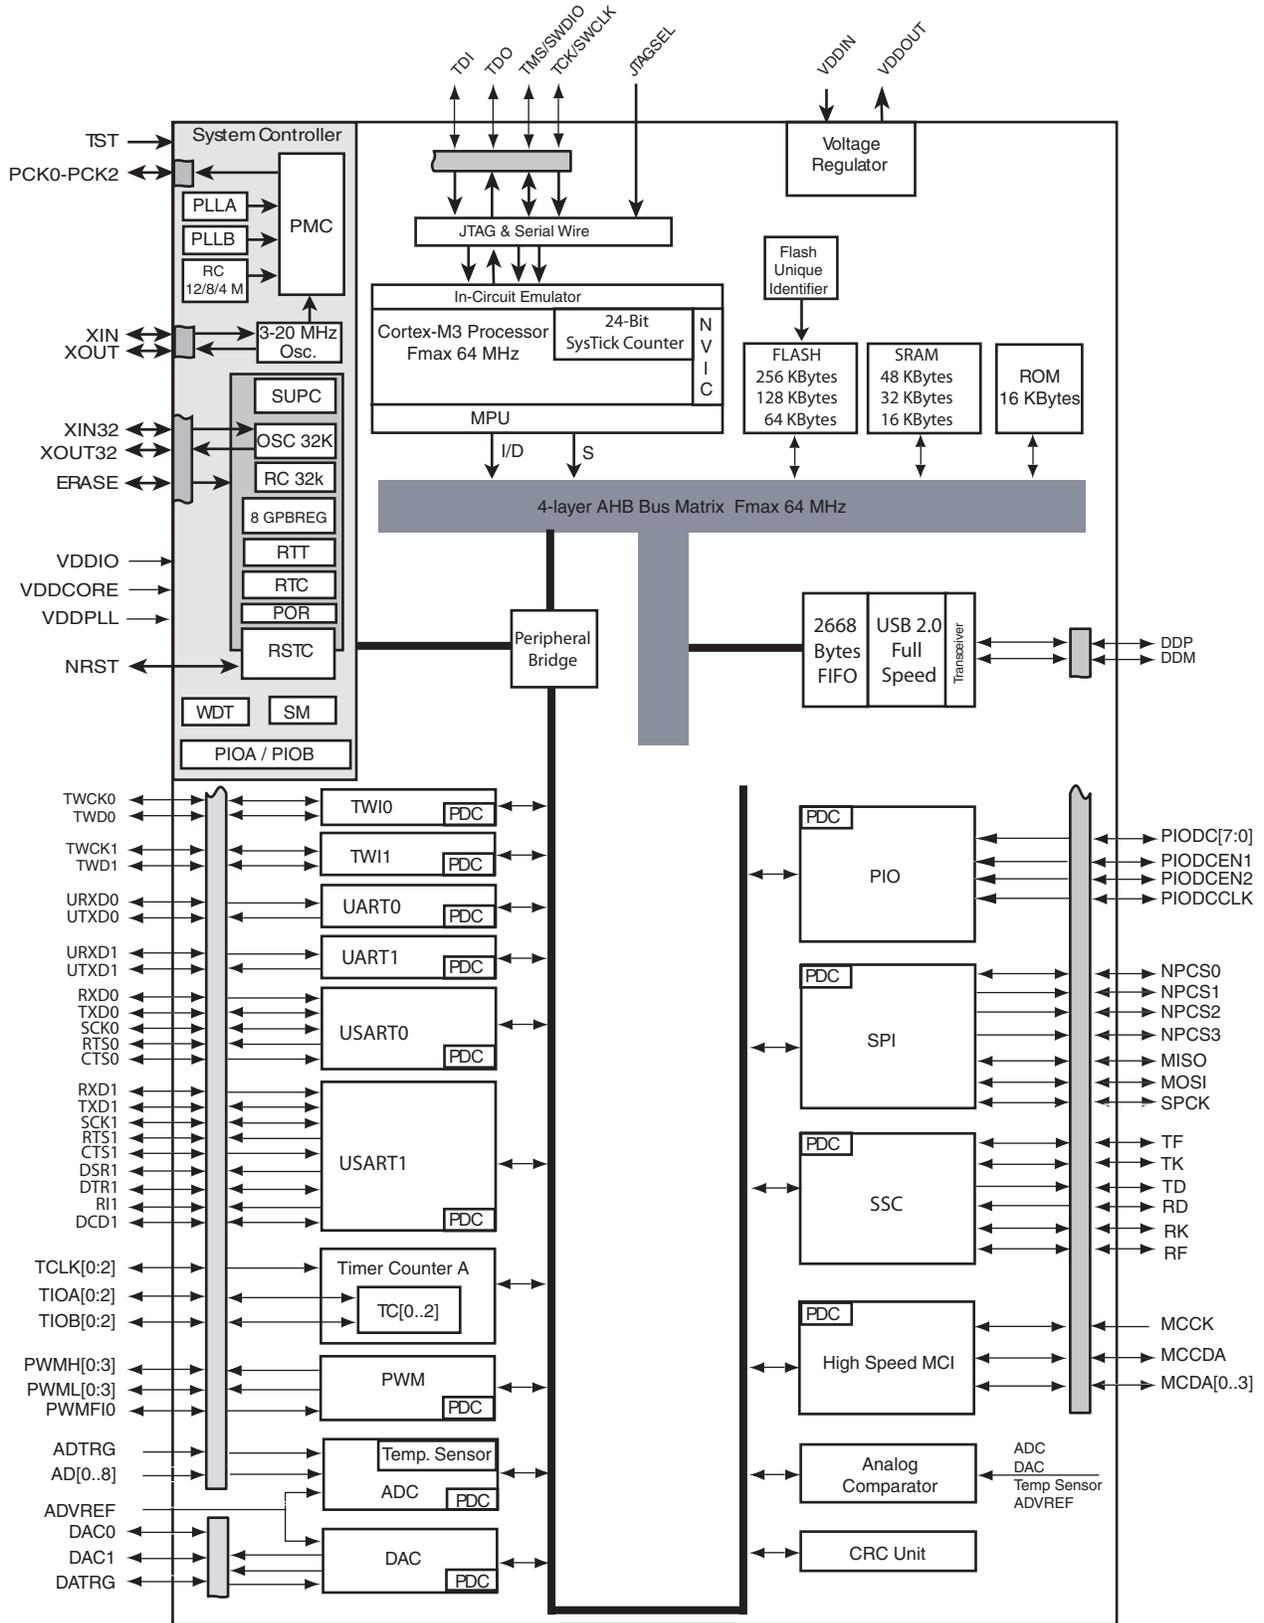 TDI
TDO
TMS/SWDIO
TCK/SWCLK
JTAGSEL
VDDIN
VDDOUT
TST
System Controller
PCK0-PCK2
PLLA
PLLB
RC
12/8/4 M
PMC
XIN
XOUT
3-20 MHz
Osc.
SUPC
XIN32
XOUT32
OSC 32K
ERASE
RC 32k
8 GPBREG
RTT
RTC
POR
RSTC
VDDIO
VDDCORE
VDDPLL
NRST
WDT
SM
PIOA / PIOB
Voltage
Regulator
JTAG & Serial Wire
In-Circuit Emulator
Cortex-M3 Processor
Fmax 64 MHz
24-Bit
SysTick Counter
N
V
I
C
MPU
Flash
Unique
Identifier
FLASH
256 KBytes
128 KBytes
64 KBytes
SRAM
48 KBytes
32 KBytes
16 KBytes
ROM
16 KBytes
I/D
S
4-layer AHB Bus Matrix Fmax 64 MHz
Peripheral
Bridge
2668
Bytes
FIFO
USB 2.0
Full
Speed
Transceiver
DDP
DDM
TWCK0
TWD0
TWI0
PDC
TWCK1
TWD1
TWI1
PDC
URXD0
UTXD0
UART0
PDC
URXD1
UTXD1
UART1
PDC
RXD0
TXD0
SCK0
RTS0
CTS0
USART0
PDC
RXD1
TXD1
SCK1
RTS1
CTS1
DSR1
DTR1
RI1
DCD1
USART1
PDC
TCLK[0:2]
TIOA[0:2]
TIOB[0:2]
Timer Counter A
TC[0..2]
PWMH[0:3]
PWML[0:3]
PWMFI0
PWM
PDC
ADTRG
AD[0..8]
Temp. Sensor
ADC
PDC
ADVREF
DAC0
DAC1
DATRG
DAC
PDC
PDC
PIO
PIODC[7:0]
PIODCEN1
PIODCEN2
PIODCCLK
PDC
SPI
NPCS0
NPCS1
NPCS2
NPCS3
MISO
MOSI
SPCK
PDC
SSC
TF
TK
TD
RD
RK
RF
PDC
High Speed MCI
MCCK
MCCDA
MCDA[0..3]
Analog
Comparator
ADC
DAC
Temp Sensor
ADVREF
CRC Unit